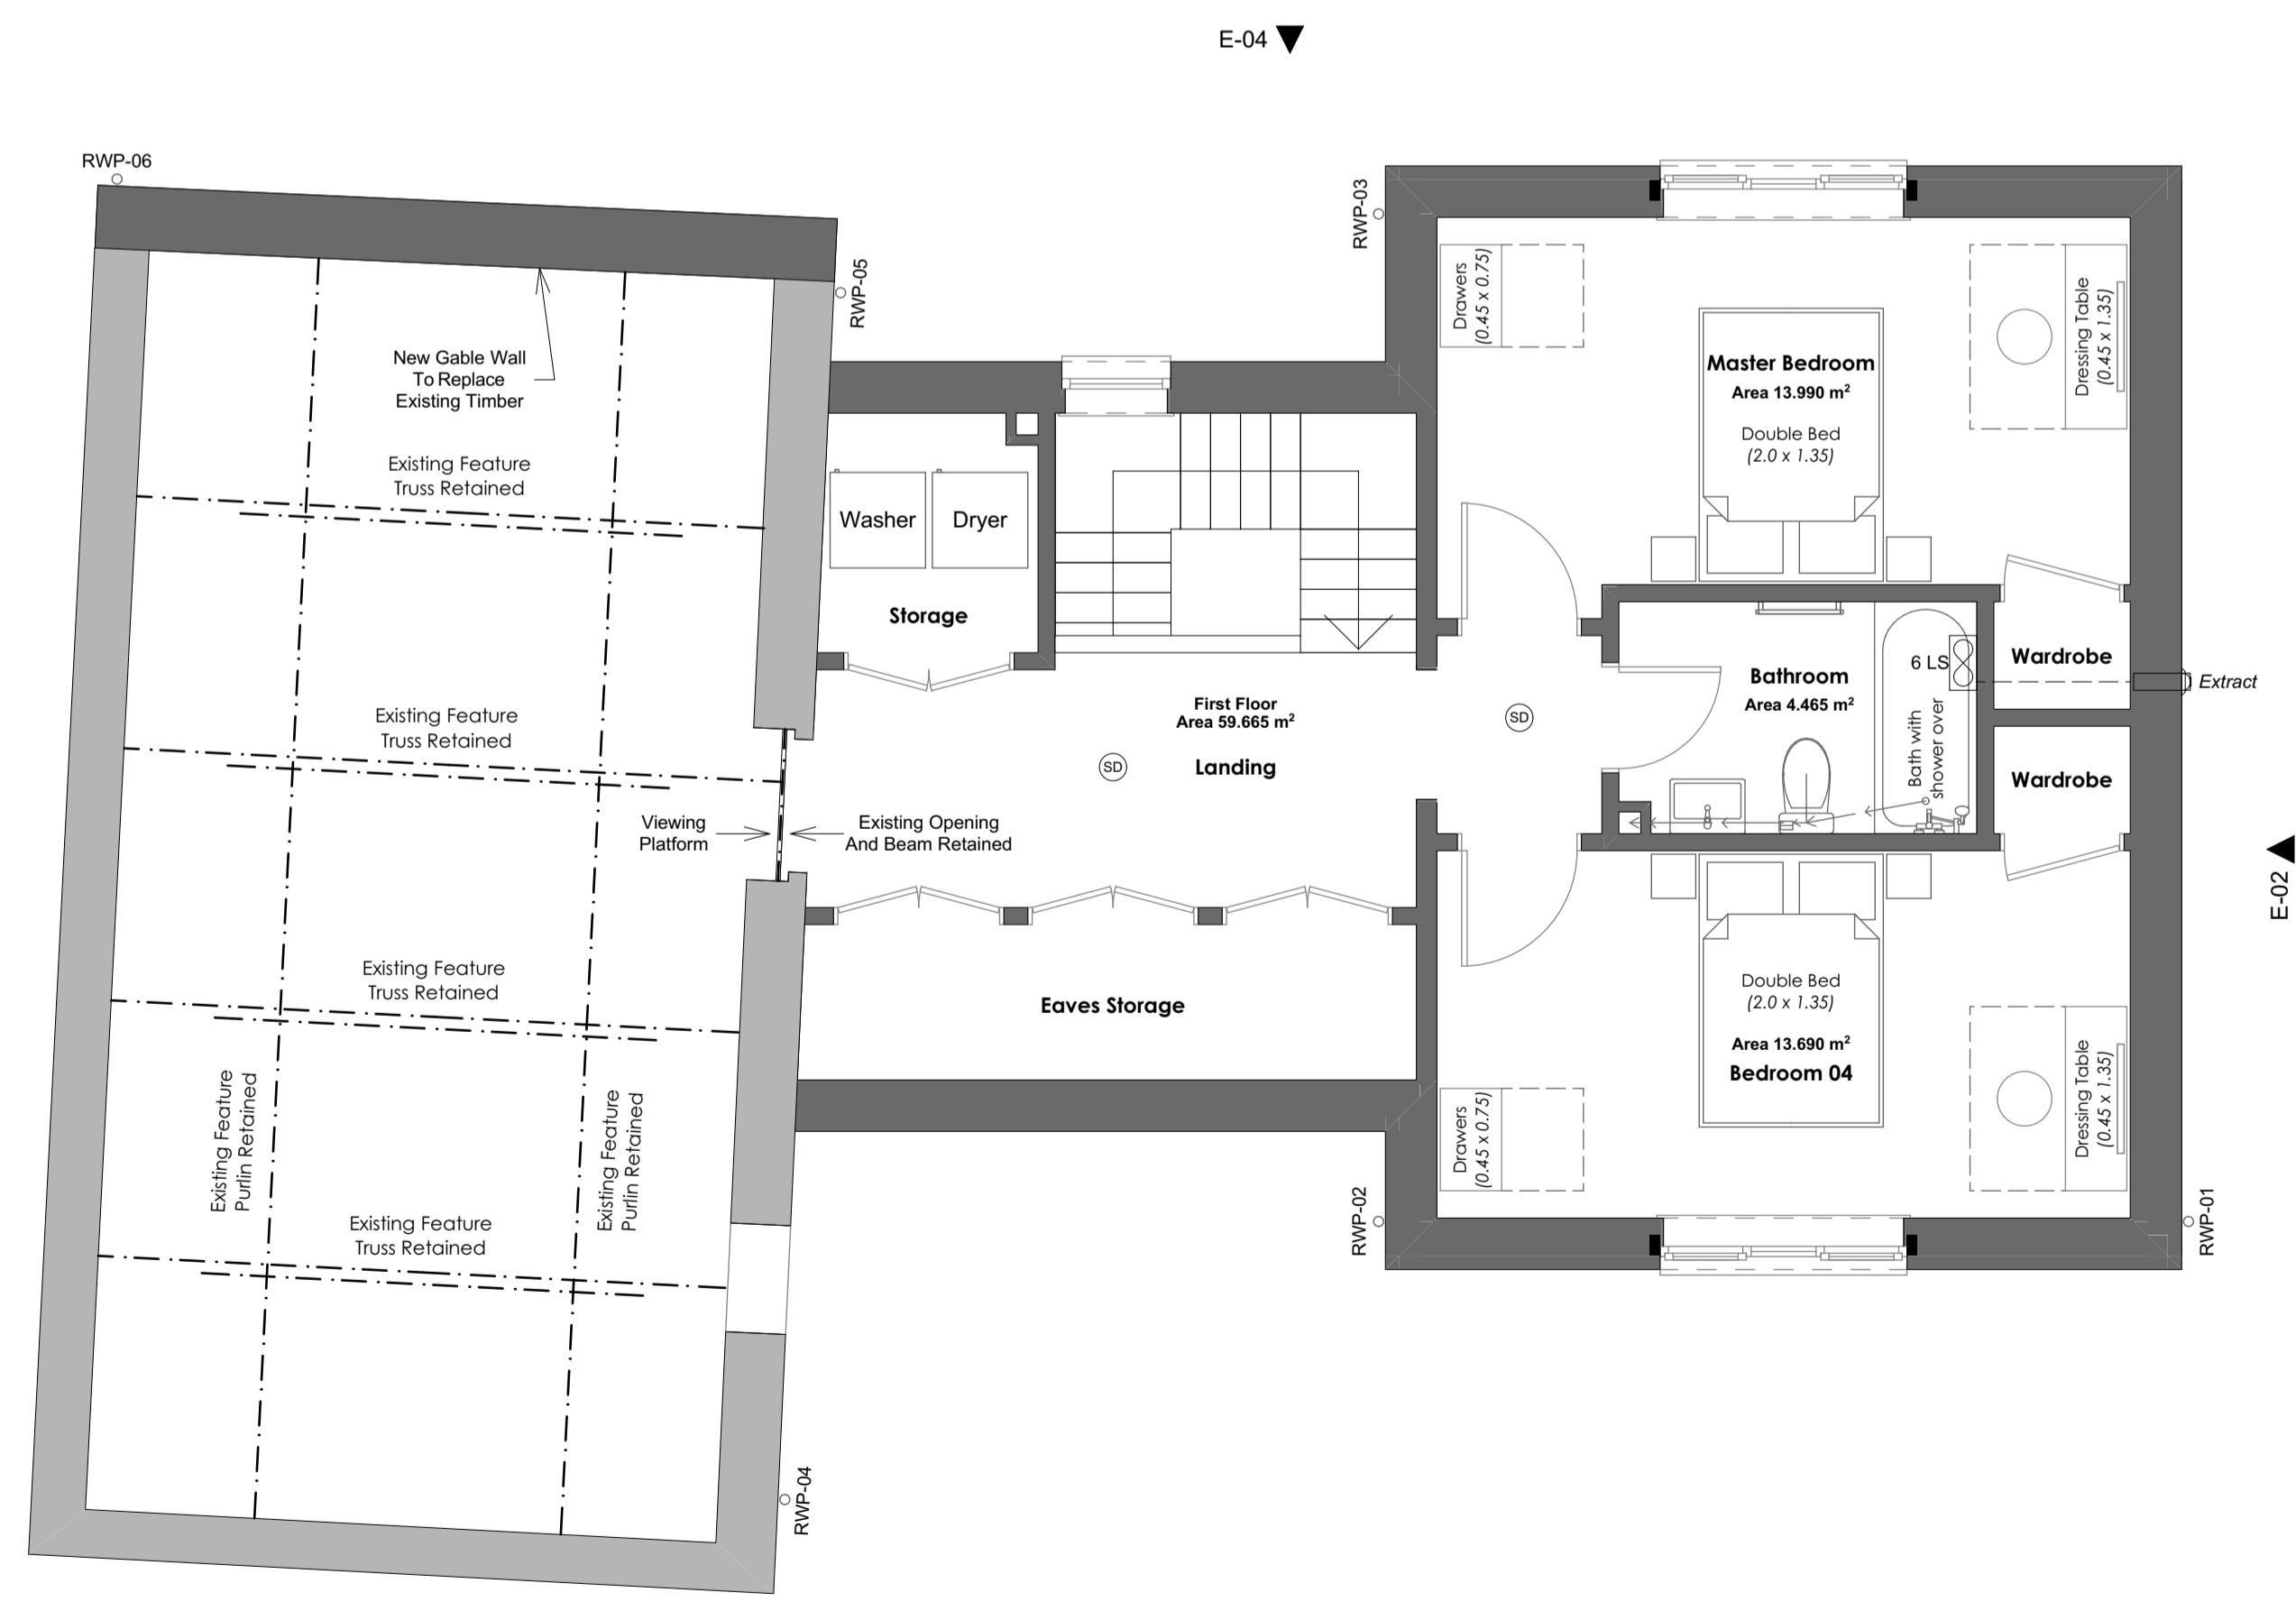 E-04
RWP-06
RWP-05
RWP-03
New Gable Wall
To Replace
Existing Timber
Existing Feature
Truss Retained
Washer
Dryer
Storage
Drawers
(0.45 x 0.75)
Master Bedroom
Area 13.990 m²
Double Bed
(2.0 x 1.35)
Dressing Table
(0.45 x 1.35)
Existing Feature
Truss Retained
First Floor
Area 59.665 m²
Landing
SD
SD
Bathroom
Area 4.465 m²
6 LS
Bath with
shower over
Wardrobe
Extract
Wardrobe
Viewing
Platform
Existing Opening
And Beam Retained
E-02
Existing Feature
Truss Retained
Eaves Storage
Double Bed
(2.0 x 1.35)
Area 13.690 m²
Bedroom 04
Drawers
(0.45 x 0.75)
Dressing Table
(0.45 x 1.35)
Existing Feature
Purlin Retained
Existing Feature
Purlin Retained
Existing Feature
Truss Retained
RWP-02
RWP-01
RWP-04